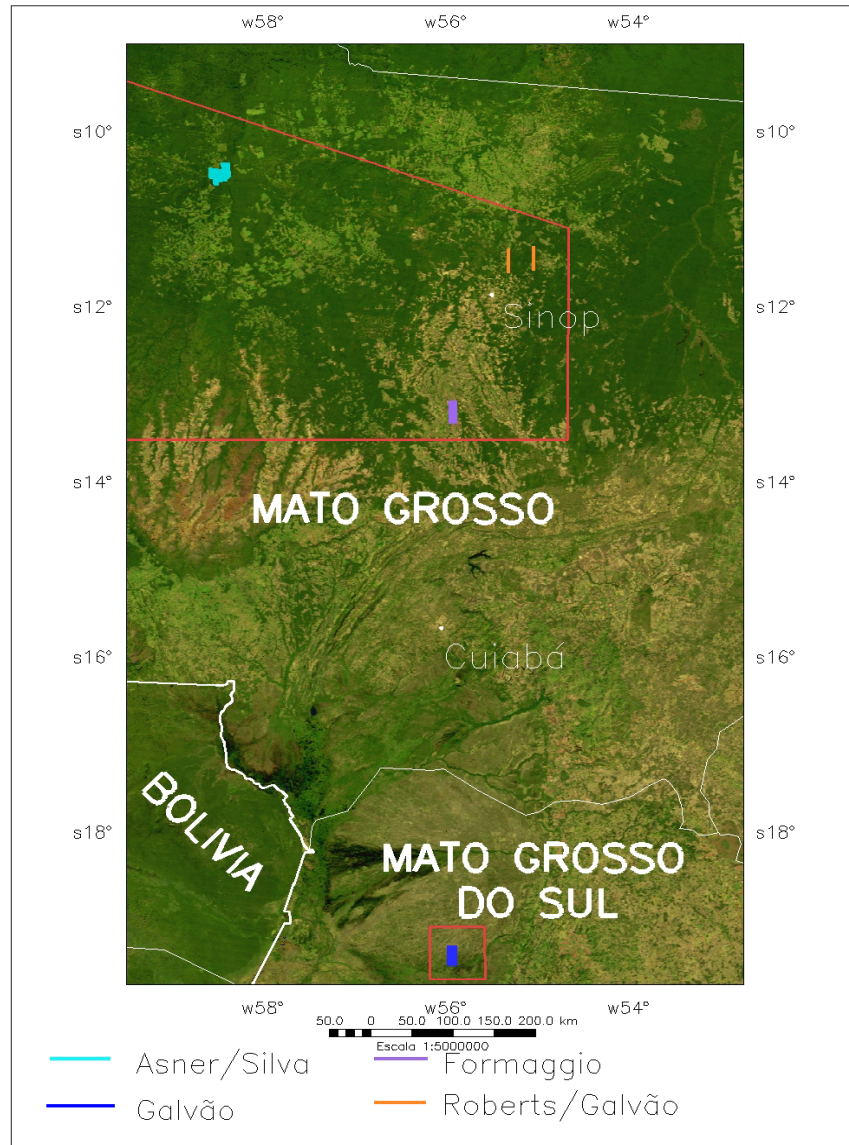 w58° w56° w54°
s10° s10°
s12° s12°
Sinop
s14° s14°
MATO GROSSO
Cuiabá
s16° s16°
BOLIVIA
s18° s18°
MATO GROSSO
DO SUL
w58° w56° w54°
50.0 0 50.0 100.0 150.0 200.0 km
Escala 1:5000000
Asner/Silva Formaggio
Galvão Roberts/Galvão